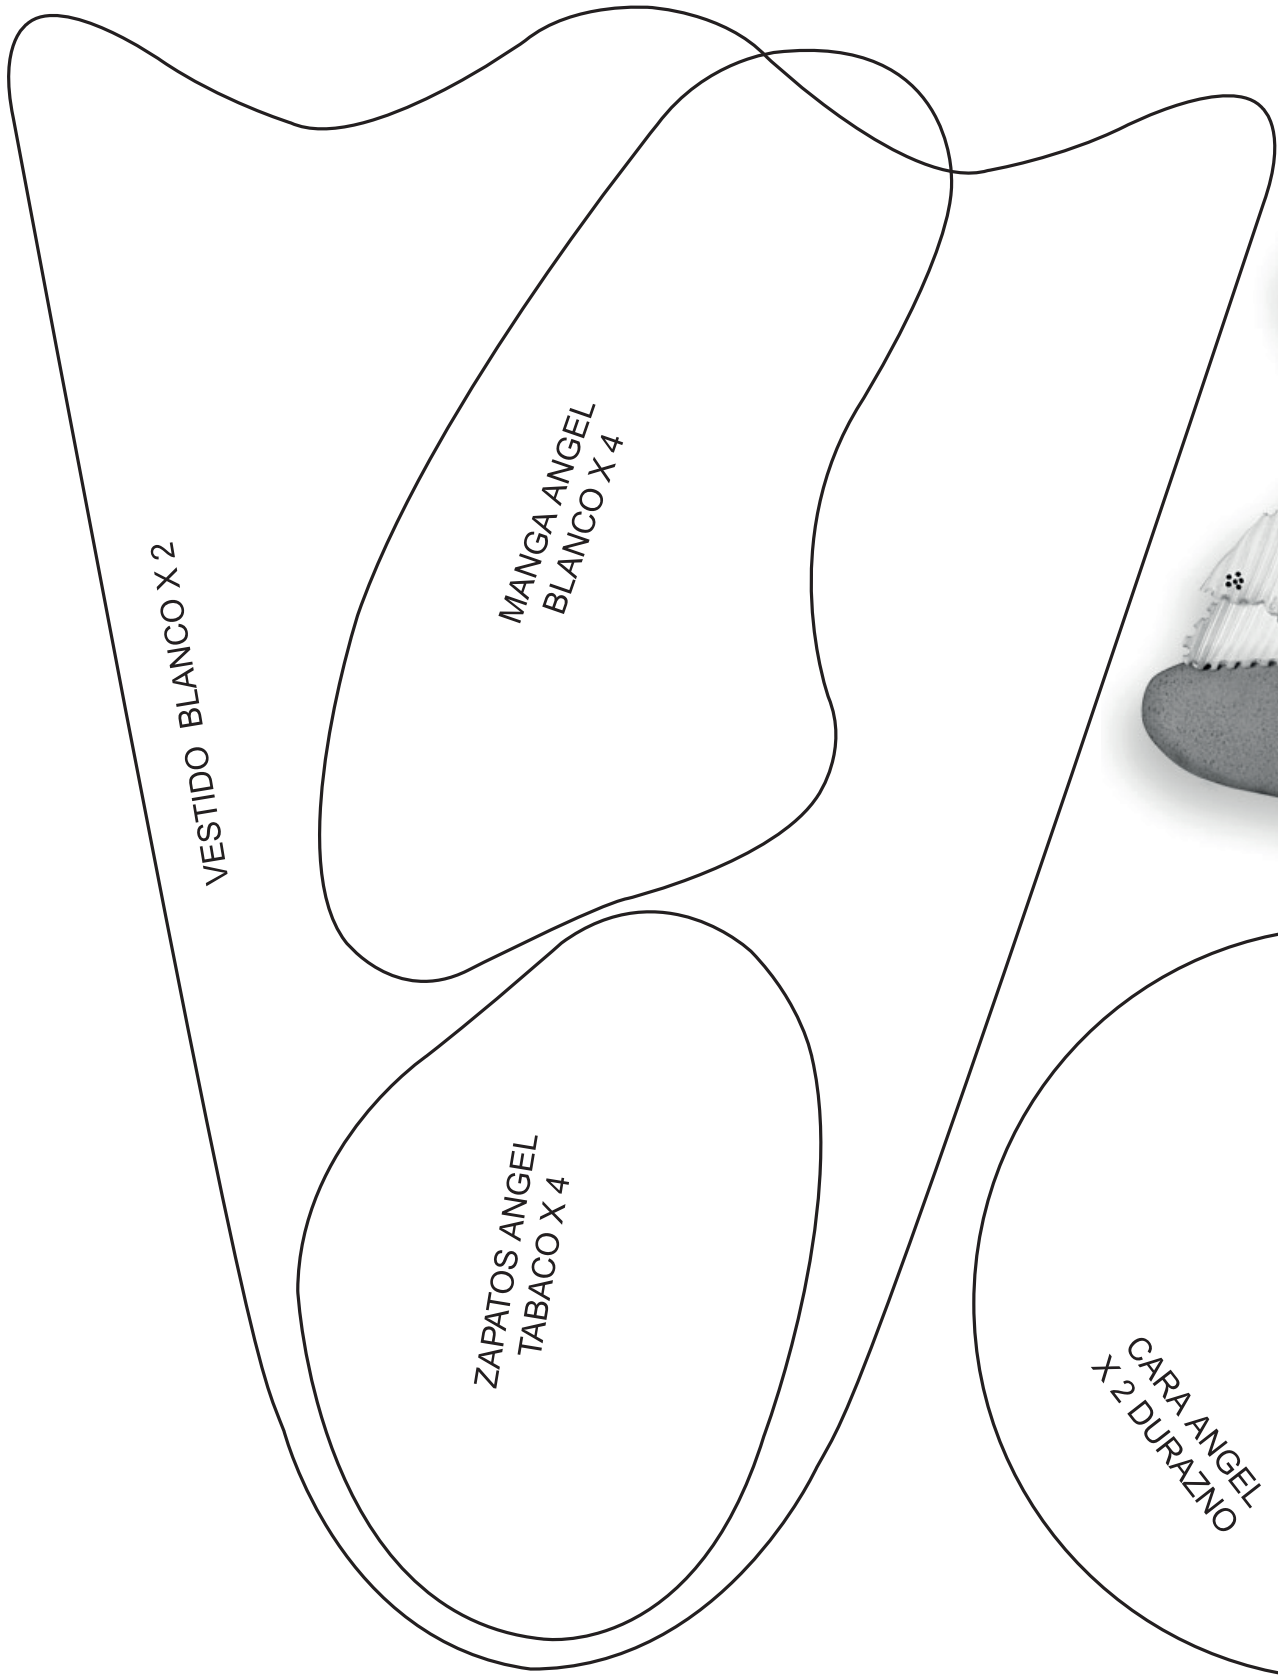 MANGA ANGEL
BLANCO X 4
VESTIDO BLANCO X 2
ZAPATOS ANGEL
TABACO X 4
CARA ANGEL
X 2 DURAZNO